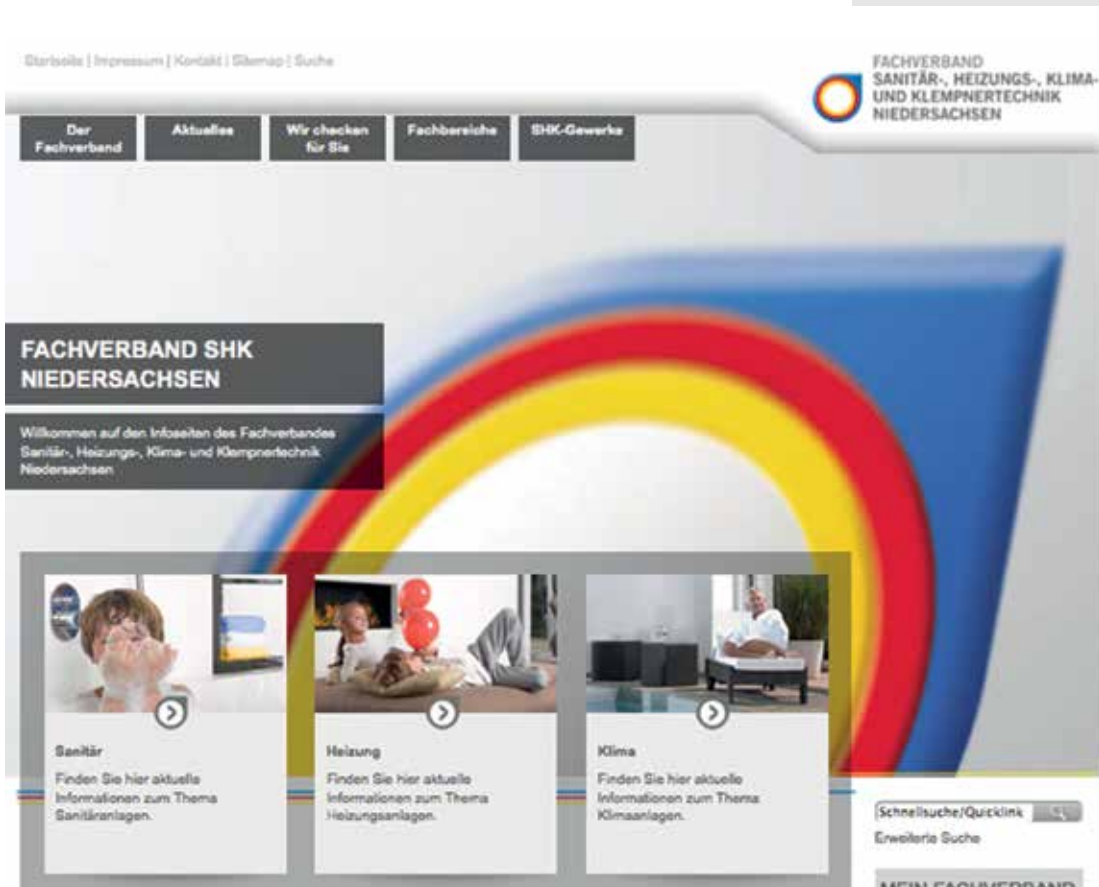 Startseite | Impressum | Kontakt | Sitemap | Suche
FACHVERBAND
SANITÄR-, HEIZUNGS-, KLIMA-
UND KLEMPNERTECHNIK
NIEDERSACHSEN
Der
Fachverband
Aktuelles
Wir checken
für Sie
Fachbereiche
SHK-Gewerke
FACHVERBAND SHK
NIEDERSACHSEN
Willkommen auf den Infoseiten des Fachverbandes
Sanitär-, Heizungs-, Klima- und Klempnertechnik
Niedersachsen
Sanitär
Finden Sie hier aktuelle
Informationen zum Thema
Sanitäranlagen.
Heizung
Finden Sie hier aktuelle
Informationen zum Thema
Heizungsanlagen.
Klima
Finden Sie hier aktuelle
Informationen zum Thema
Klimaanlagen.
Schnellsuche/Quicklink
Erweiterte Suche
MEIN FACHVERBAND